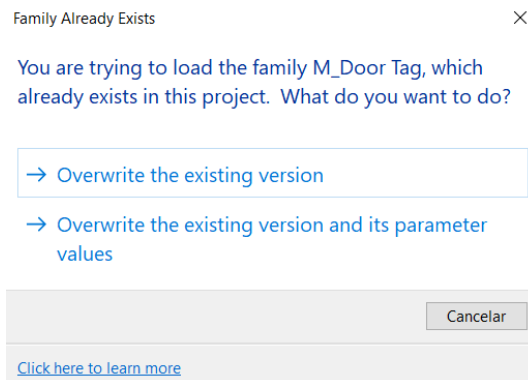 Family Already Exists
You are trying to load the family M_Door Tag, which
already exists in this project.  What do you want to do?
→ Overwrite the existing version
→ Overwrite the existing version and its parameter
values
Cancelar
Click here to learn more